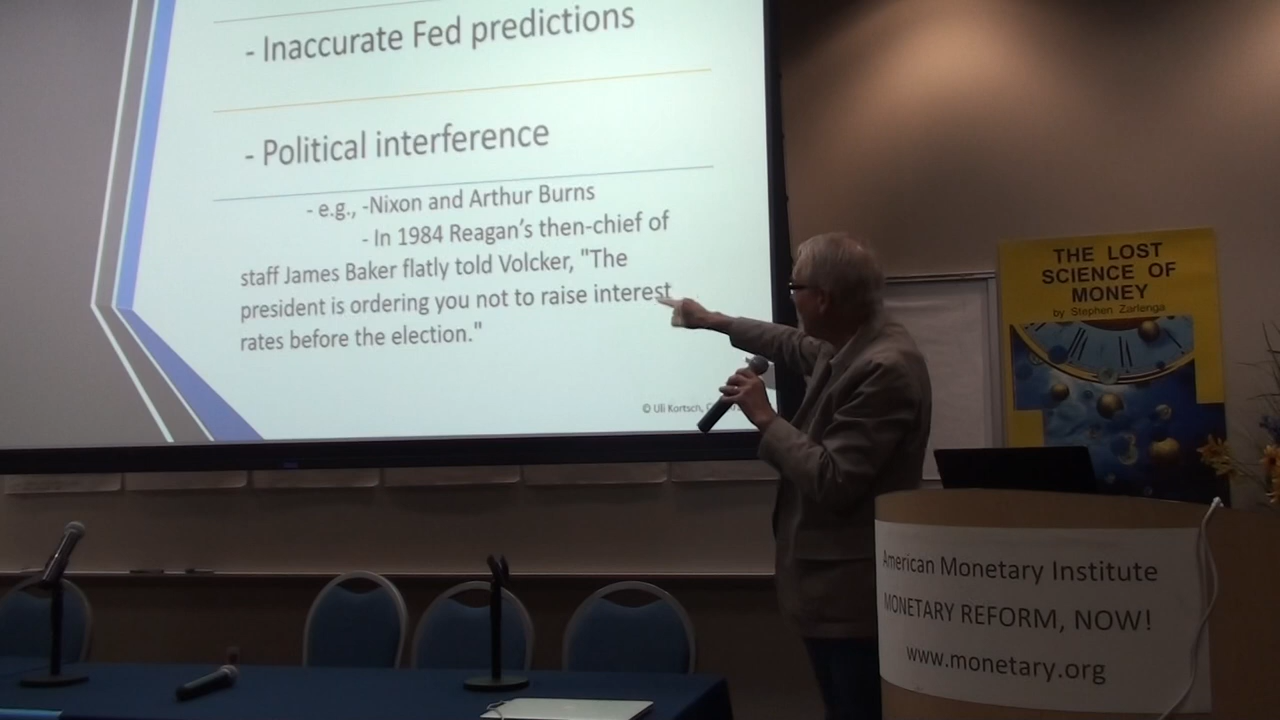 - Inaccurate Fed predictions
- Political interference
- e.g., -Nixon and Arthur Burns
- In 1984 Reagan's then-chief of
staff James Baker flatly told Volcker, "The
president is ordering you not to raise interest
rates before the election."
© Uli Kortsch,
THE LOST
SCIENCE OF
MONEY
by Stephen Zarlenga
American Monetary Institute
MONETARY REFORM, NOW!
www.monetary.org